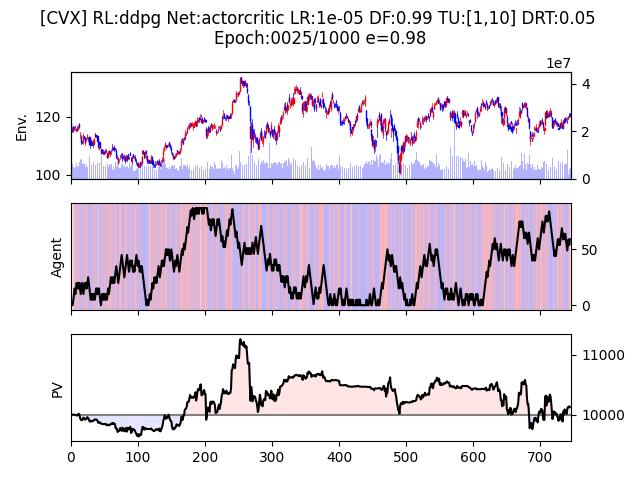 [CVX] RL:ddpg Net:actorcritic LR:1e-05 DF:0.99 TU:[1,10] DRT:0.05
Epoch:0025/1000 e=0.98
1e7
Env.
120
100
4
2
0
Agent
50
0
PV
11000
10000
0 100 200 300 400 500 600 700